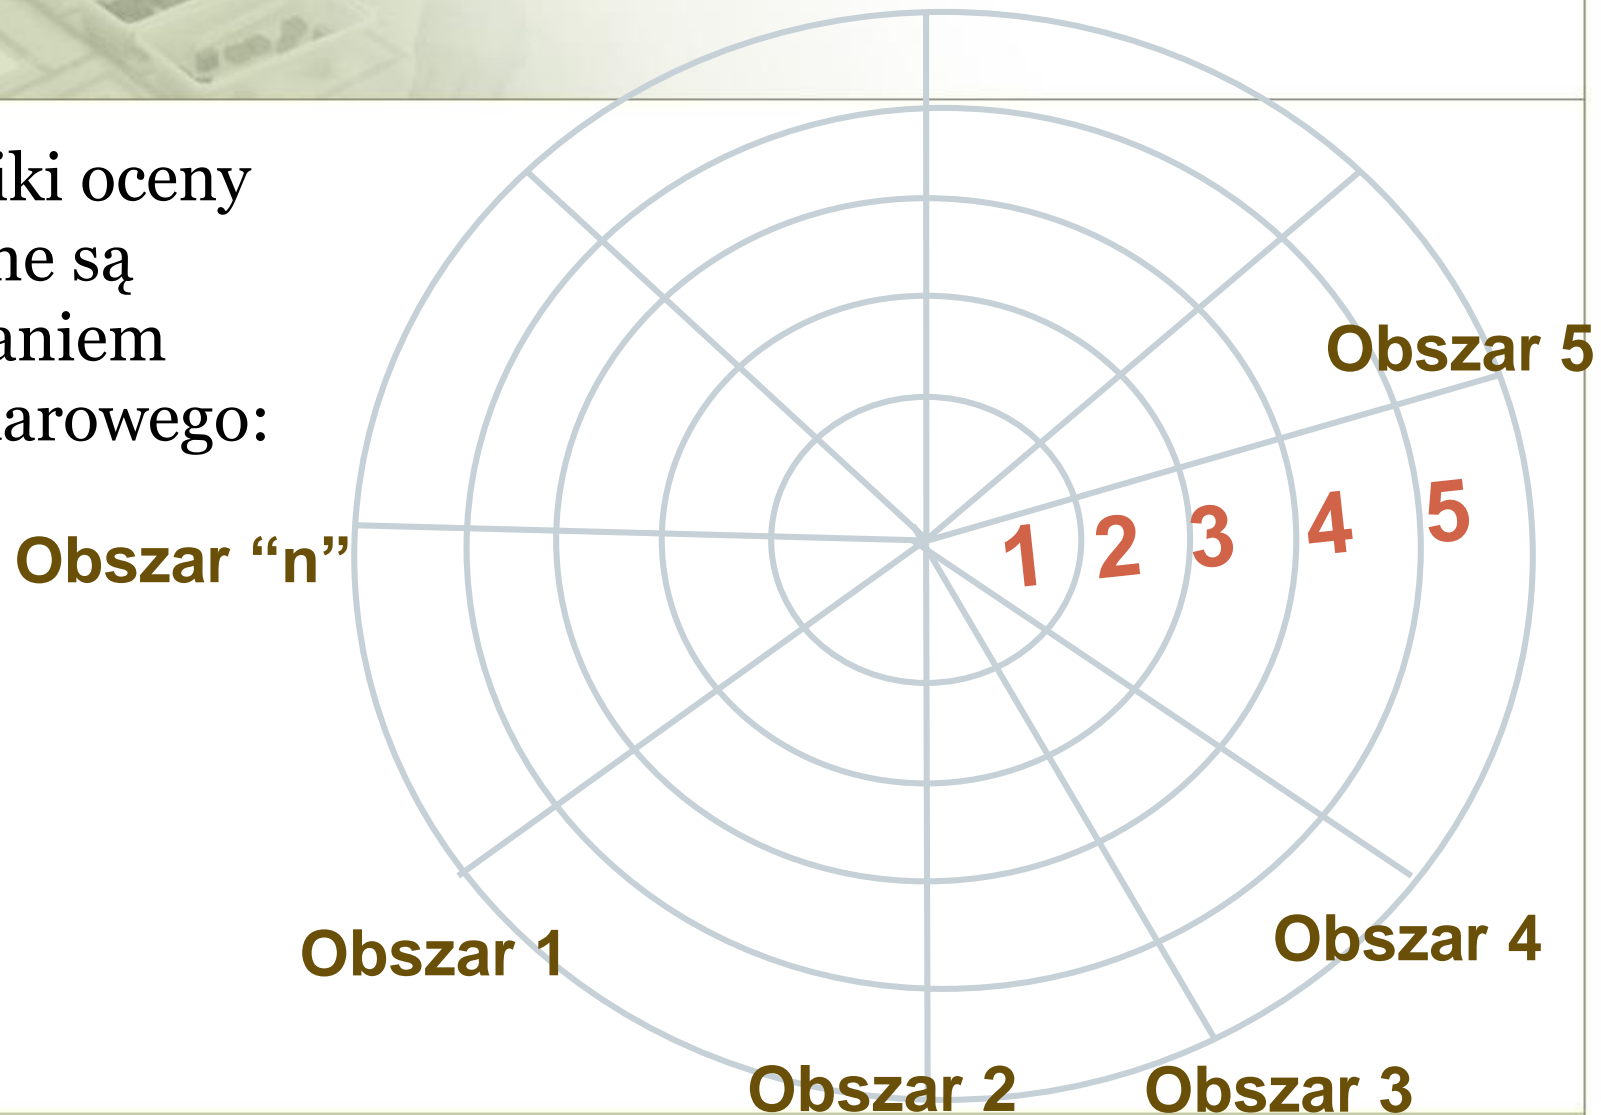 iki oceny
ne są
aniem
arowego:
Obszar 5
1 2 3 4 5
Obszar “n”
Obszar 1
Obszar 4
Obszar 2
Obszar 3